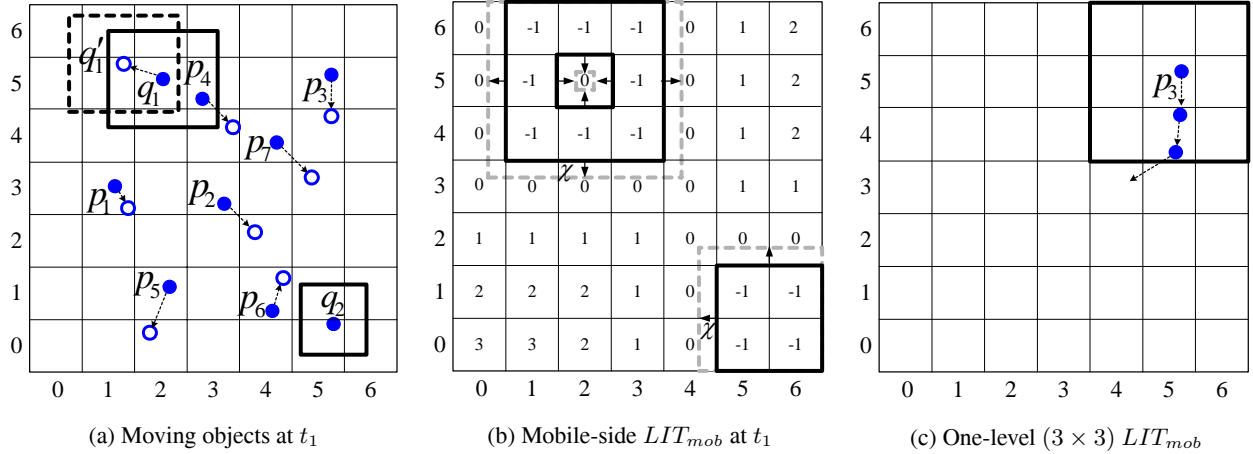 6
q′₁ p₄
5 q₁ p₃
4 p₇
3 p₁ p₂
2
1 p₅ p₆ q₂
0
0 1 2 3 4 5 6
(a) Moving objects at t₁
6 0 -1 -1 -1 0 1 2
5 0 -1 0 -1 0 1 2
4 0 -1 -1 -1 0 1 2
χ
3 0 0 0 0 0 1 1
2 1 1 1 1 0 0 0
1 2 2 2 1 0 -1 -1
χ
0 3 3 2 1 0 -1 -1
0 1 2 3 4 5 6
(b) Mobile-side LIT_mob at t₁
6
5 p₃
4
3
2
1
0
0 1 2 3 4 5 6
(c) One-level (3 × 3) LIT_mob